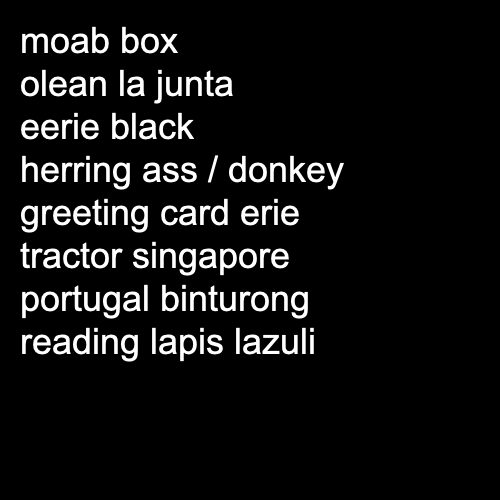 moab box
olean la junta
eerie black
herring ass / donkey
greeting card erie
tractor singapore
portugal binturong
reading lapis lazuli